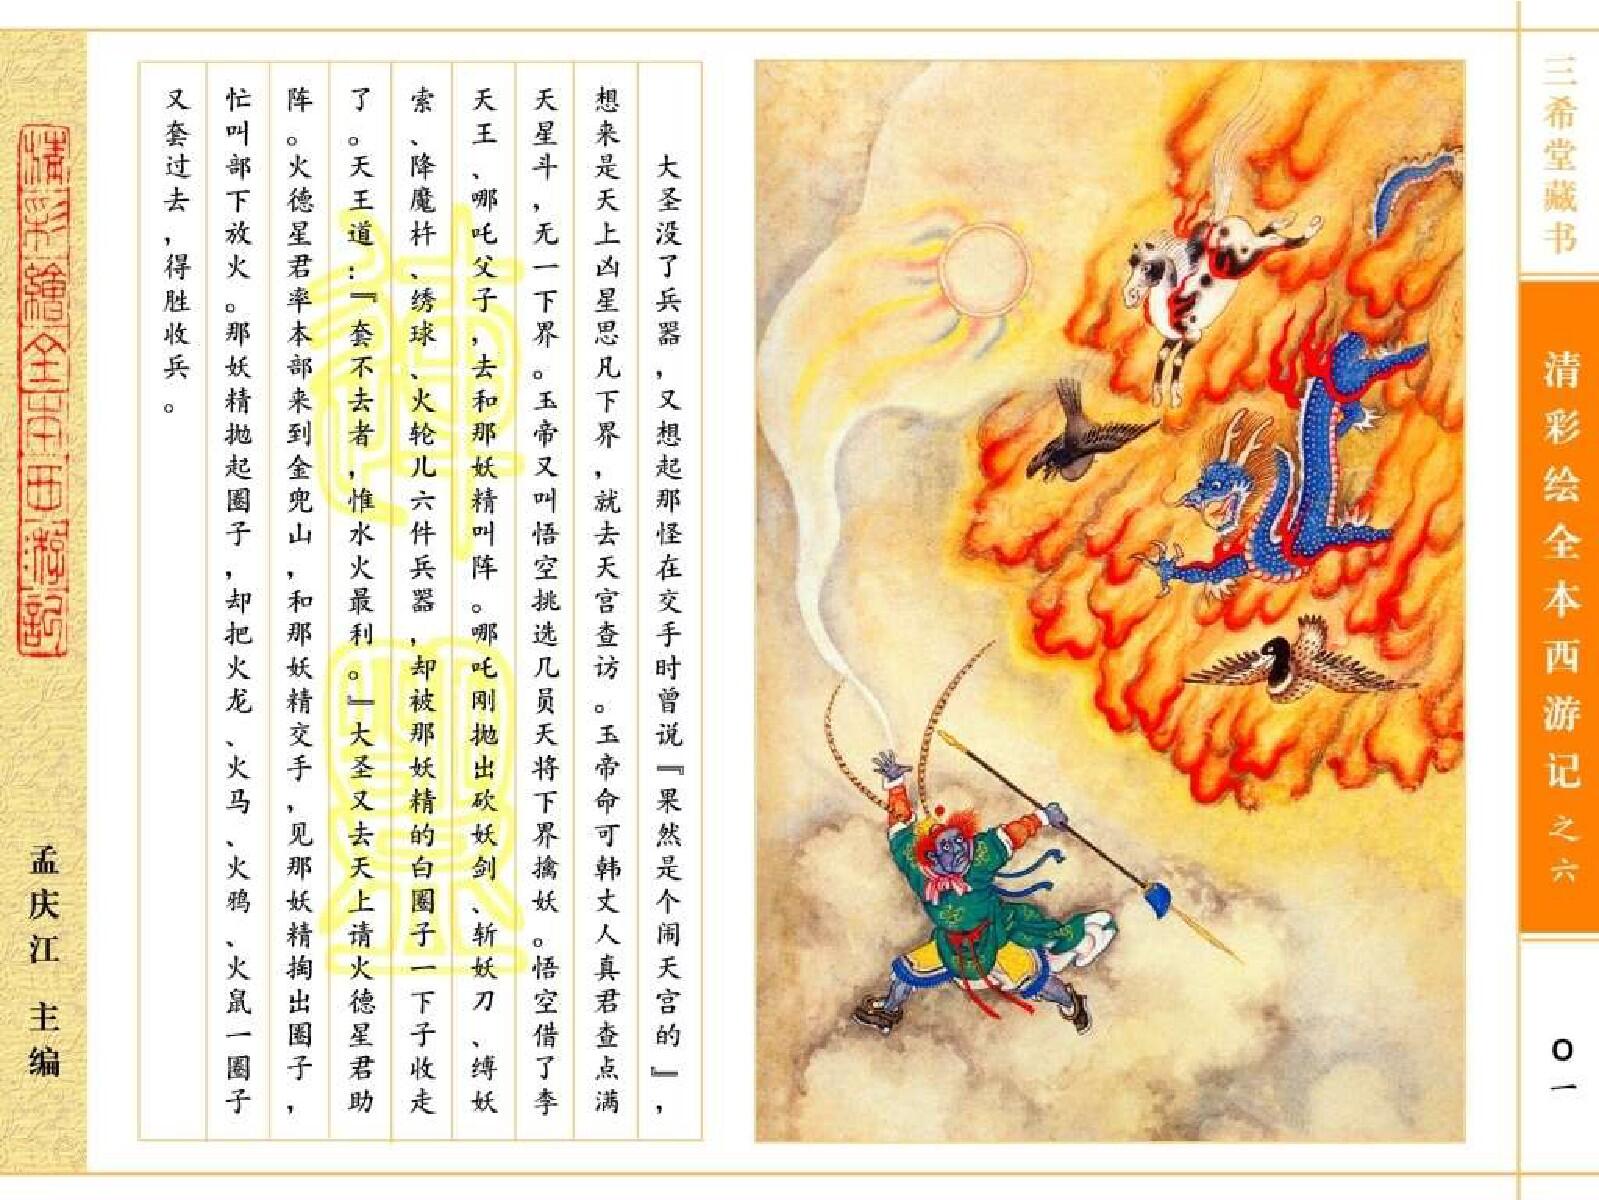 三希堂藏书
清彩绘全本西游记之六
〇一
大圣没了兵器,又想起那怪在交手时曾说『果然是个闹天宫的』,
想来是天上凶星思凡下界,就去天宫查访。玉帝命可韩丈人真君查点满
天星斗,无一下界。玉帝又叫悟空挑选几员天将下界擒妖。悟空借了李
天王、哪吒父子,去和那妖精叫阵。哪吒刚抛出砍妖剑、斩妖刀、缚妖
索、降魔杵、绣球、火轮儿六件兵器,却被那妖精的白圈子一下子收走
了。天王道:『套不去者,惟水火最利。』大圣又去天上请火德星君助
阵。火德星君率本部来到金兜山,和那妖精交手,见那妖精掏出圈子,
忙叫部下放火。那妖精抛起圈子,却把火龙、火马、火鸦、火鼠一圈子
又套过去,得胜收兵。
清彩繪全本西游記
孟庆江 主编